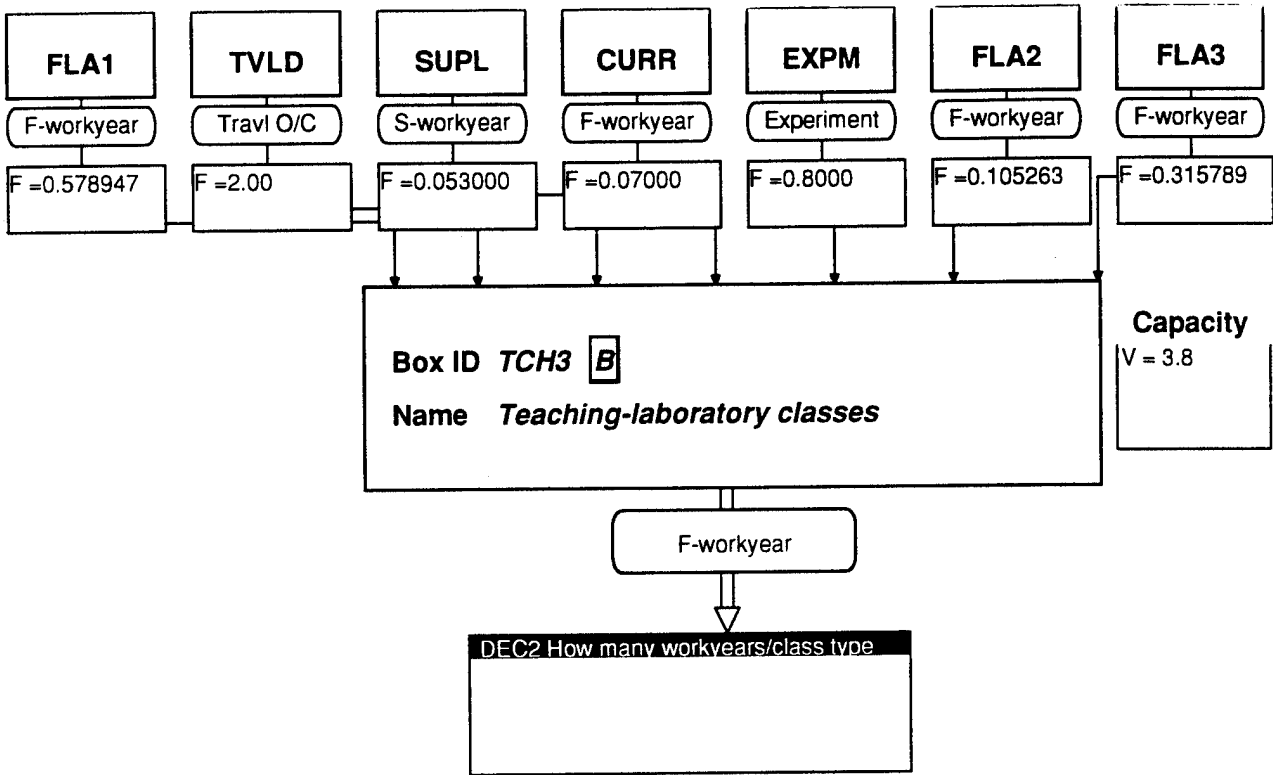 FLA1 TVLD SUPL CURR EXPM FLA2 FLA3
F-workyear Travl O/C S-workyear F-workyear Experiment F-workyear F-workyear
F =0.578947 F =2.00 F =0.053000 F =0.07000 F =0.8000 F =0.105263 F =0.315789
Box ID TCH3 B
Name Teaching-laboratory classes
Capacity
V = 3.8
F-workyear
DEC2 How many workyears/class type